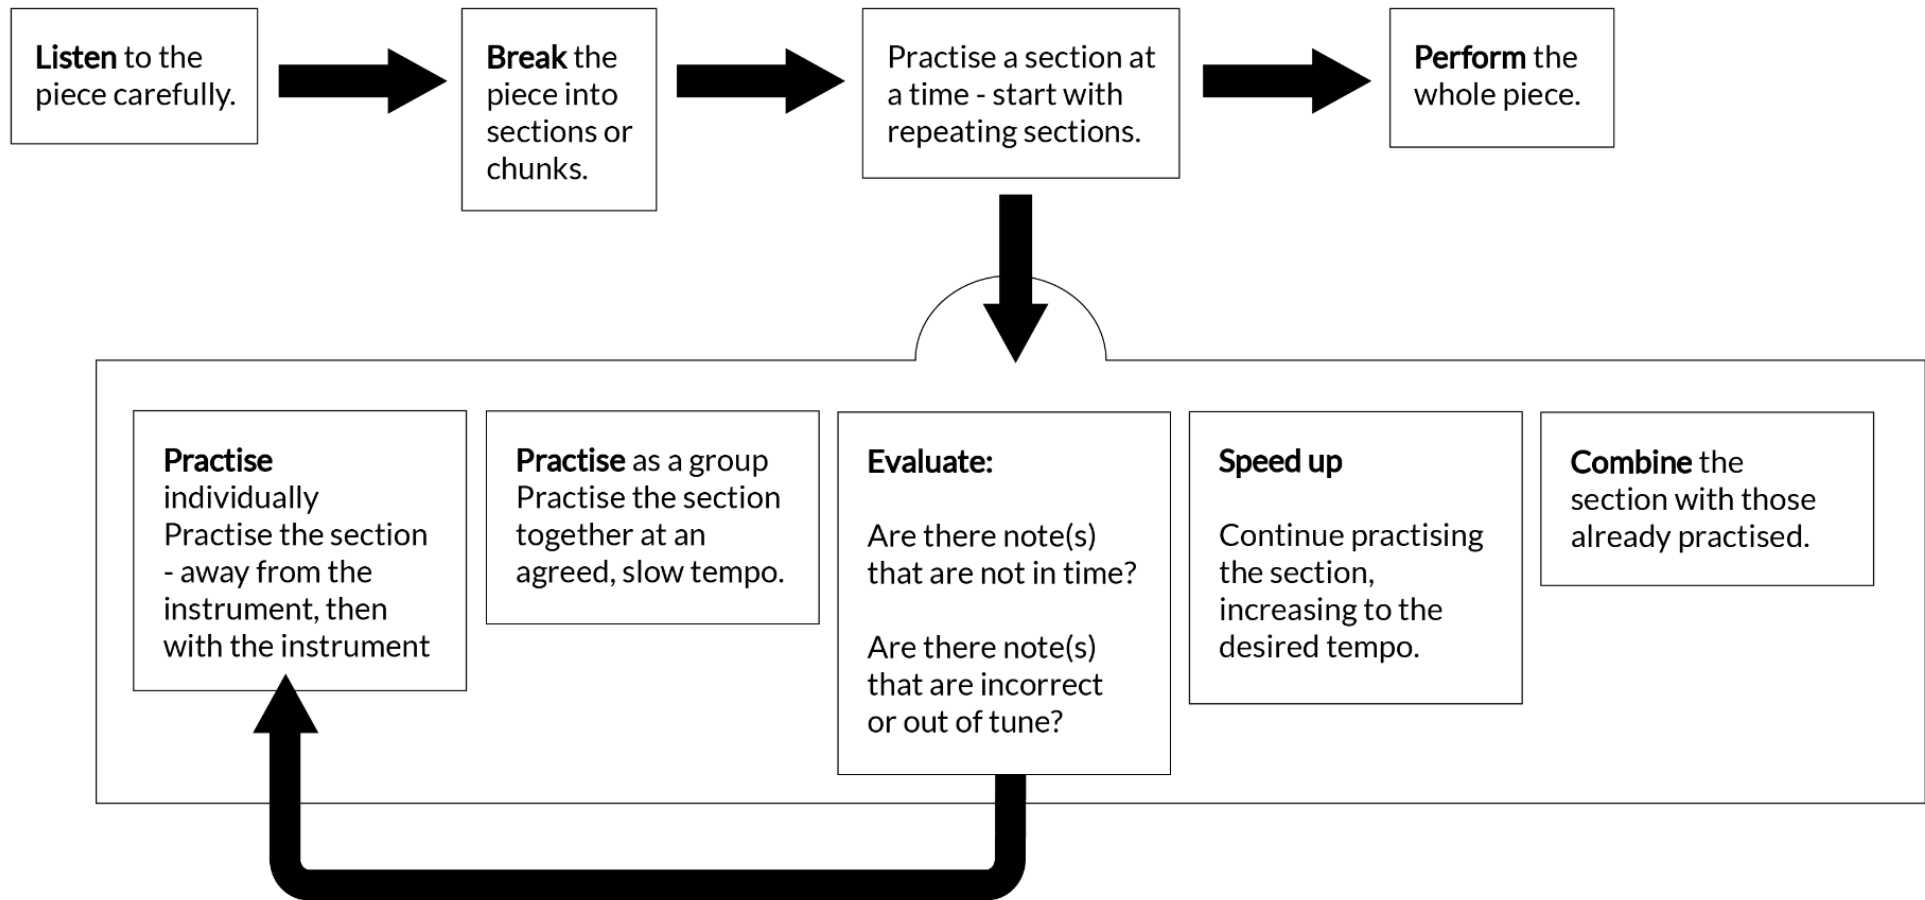 Listen to the
piece carefully.
Break the
piece into
sections or
chunks.
Practise a section at
a time - start with
repeating sections.
Perform the
whole piece.
Practise
individually
Practise the section
- away from the
instrument, then
with the instrument
Practise as a group
Practise the section
together at an
agreed, slow tempo.
Evaluate:
Are there note(s)
that are not in time?
Are there note(s)
that are incorrect
or out of tune?
Speed up
Continue practising
the section,
increasing to the
desired tempo.
Combine the
section with those
already practised.